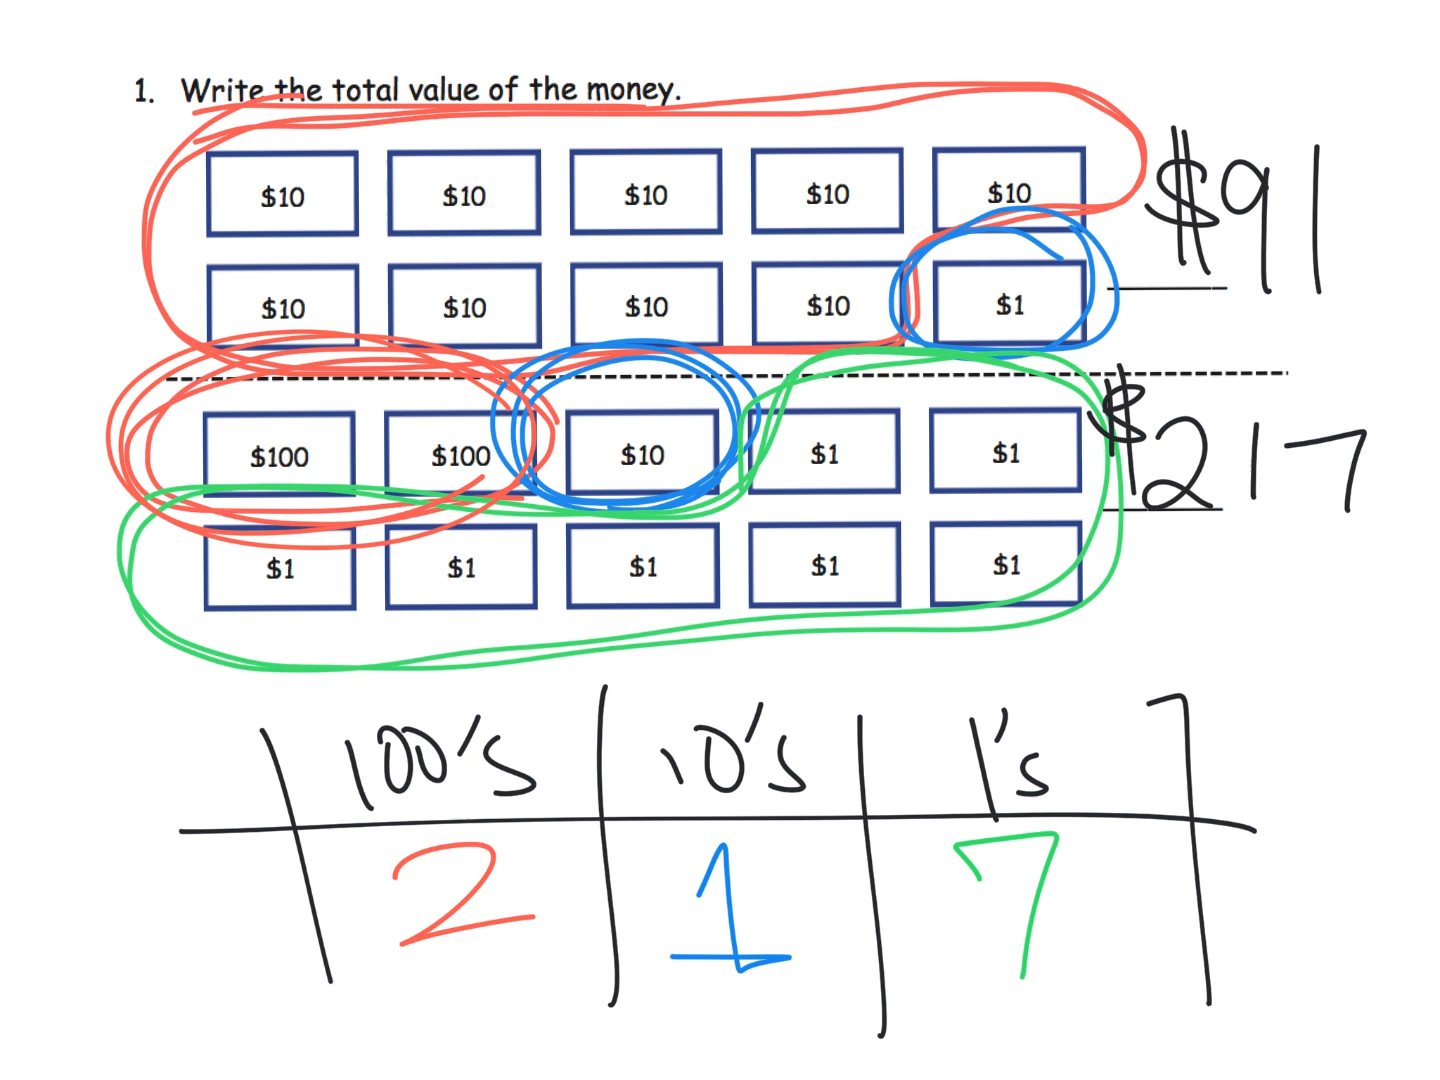 1. Write the total value of the money.
$10 $10 $10 $10 $10
$10 $10 $10 $10 $1
$91
$100 $100 $10 $1 $1
$217
$1 $1 $1 $1 $1
100's 10's 1's
2 1 7